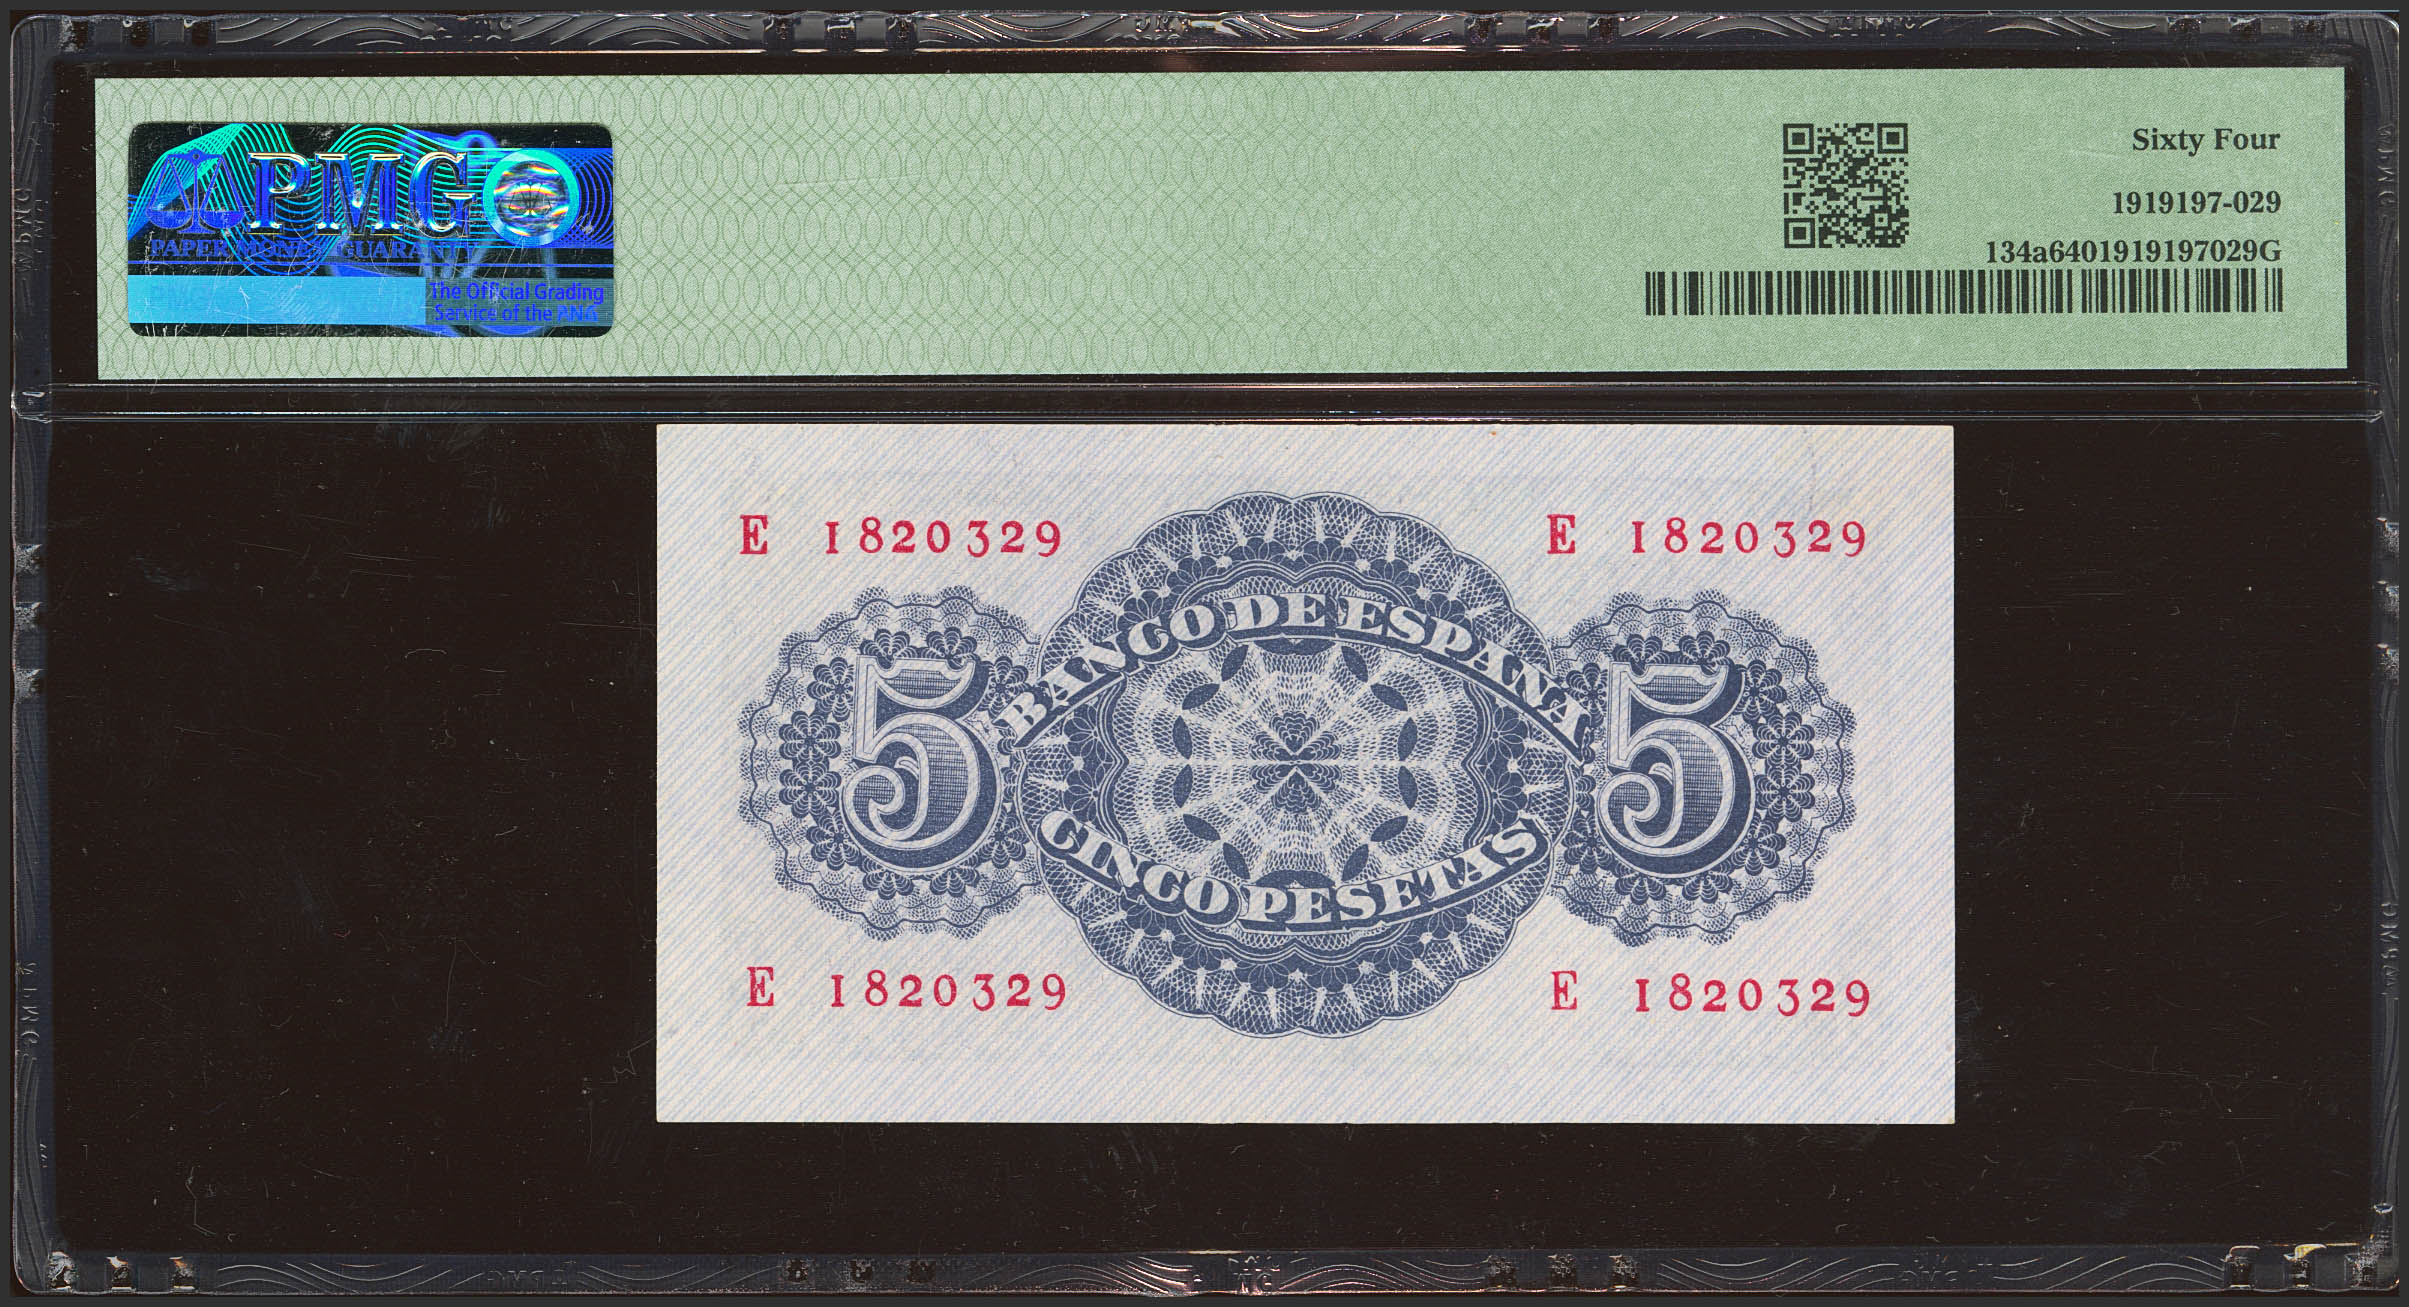 PMG
PAPER MONEY GUARANTY
The Official Grading
Service of the ANA
Sixty Four
1919197-029
134a6401919197029G
E 1820329
E 1820329
BANCO DE ESPAÑA
5
5
CINCO PESETAS
E 1820329
E 1820329